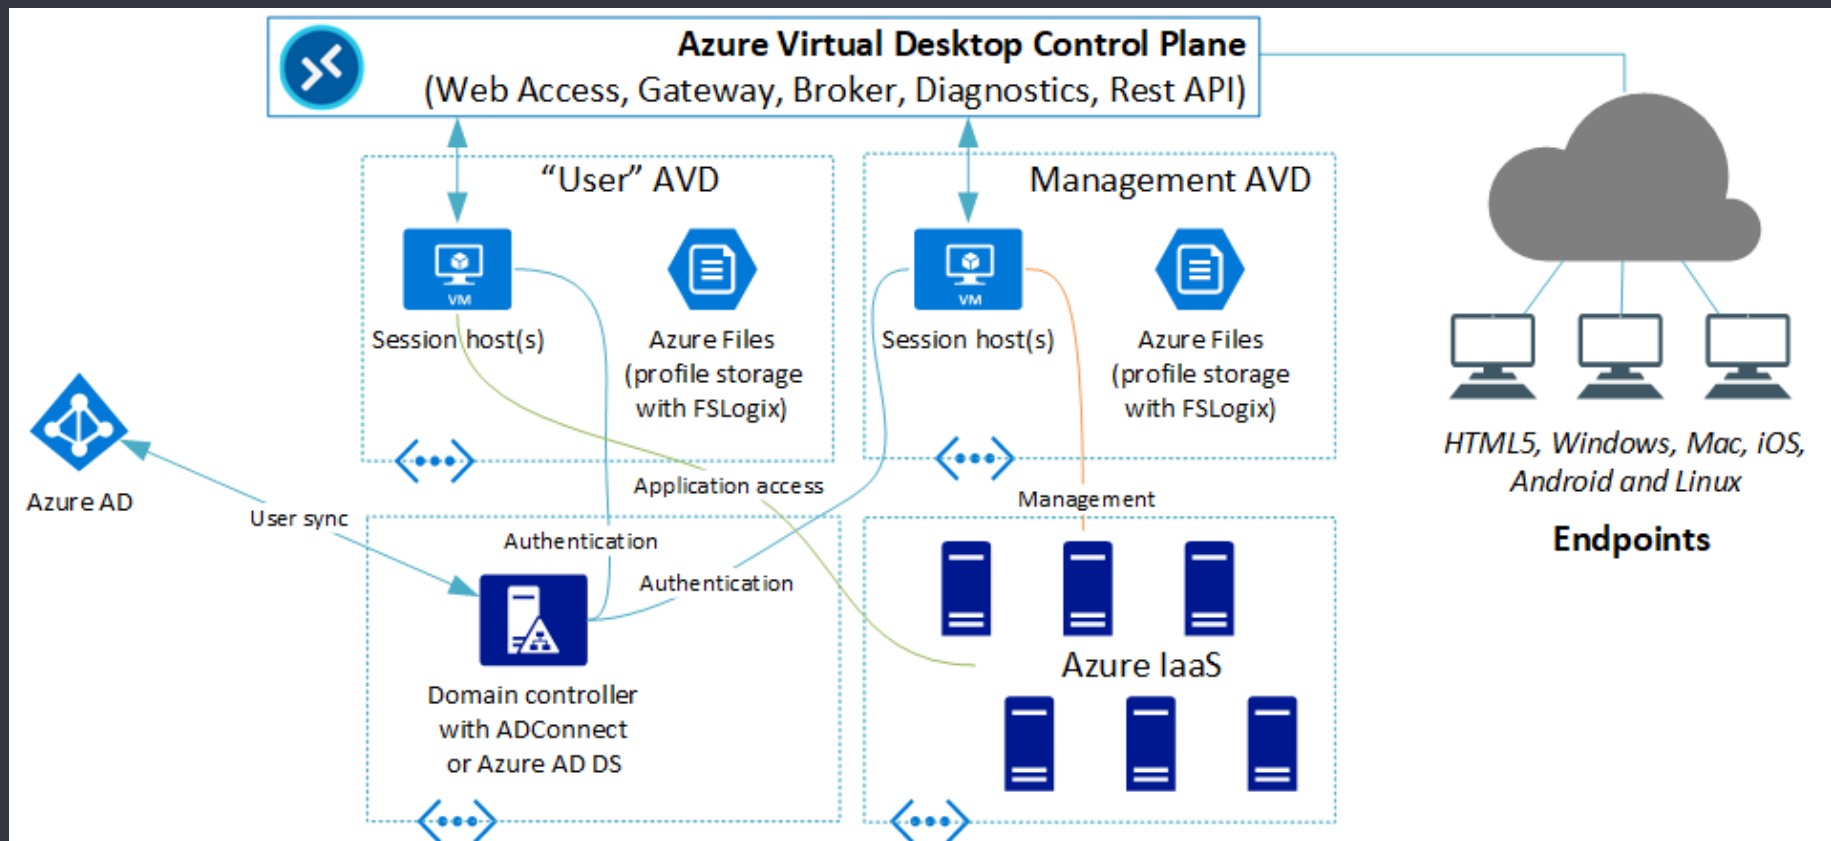 Azure Virtual Desktop Control Plane
(Web Access, Gateway, Broker, Diagnostics, Rest API)
“User” AVD
VM
Session host(s)
Azure Files
(profile storage
with FSLogix)
Management AVD
VM
Session host(s)
Azure Files
(profile storage
with FSLogix)
HTML5, Windows, Mac, iOS,
Android and Linux
Endpoints
Azure AD
User sync
Application access
Management
Authentication
Authentication
Domain controller
with ADConnect
or Azure AD DS
Azure IaaS